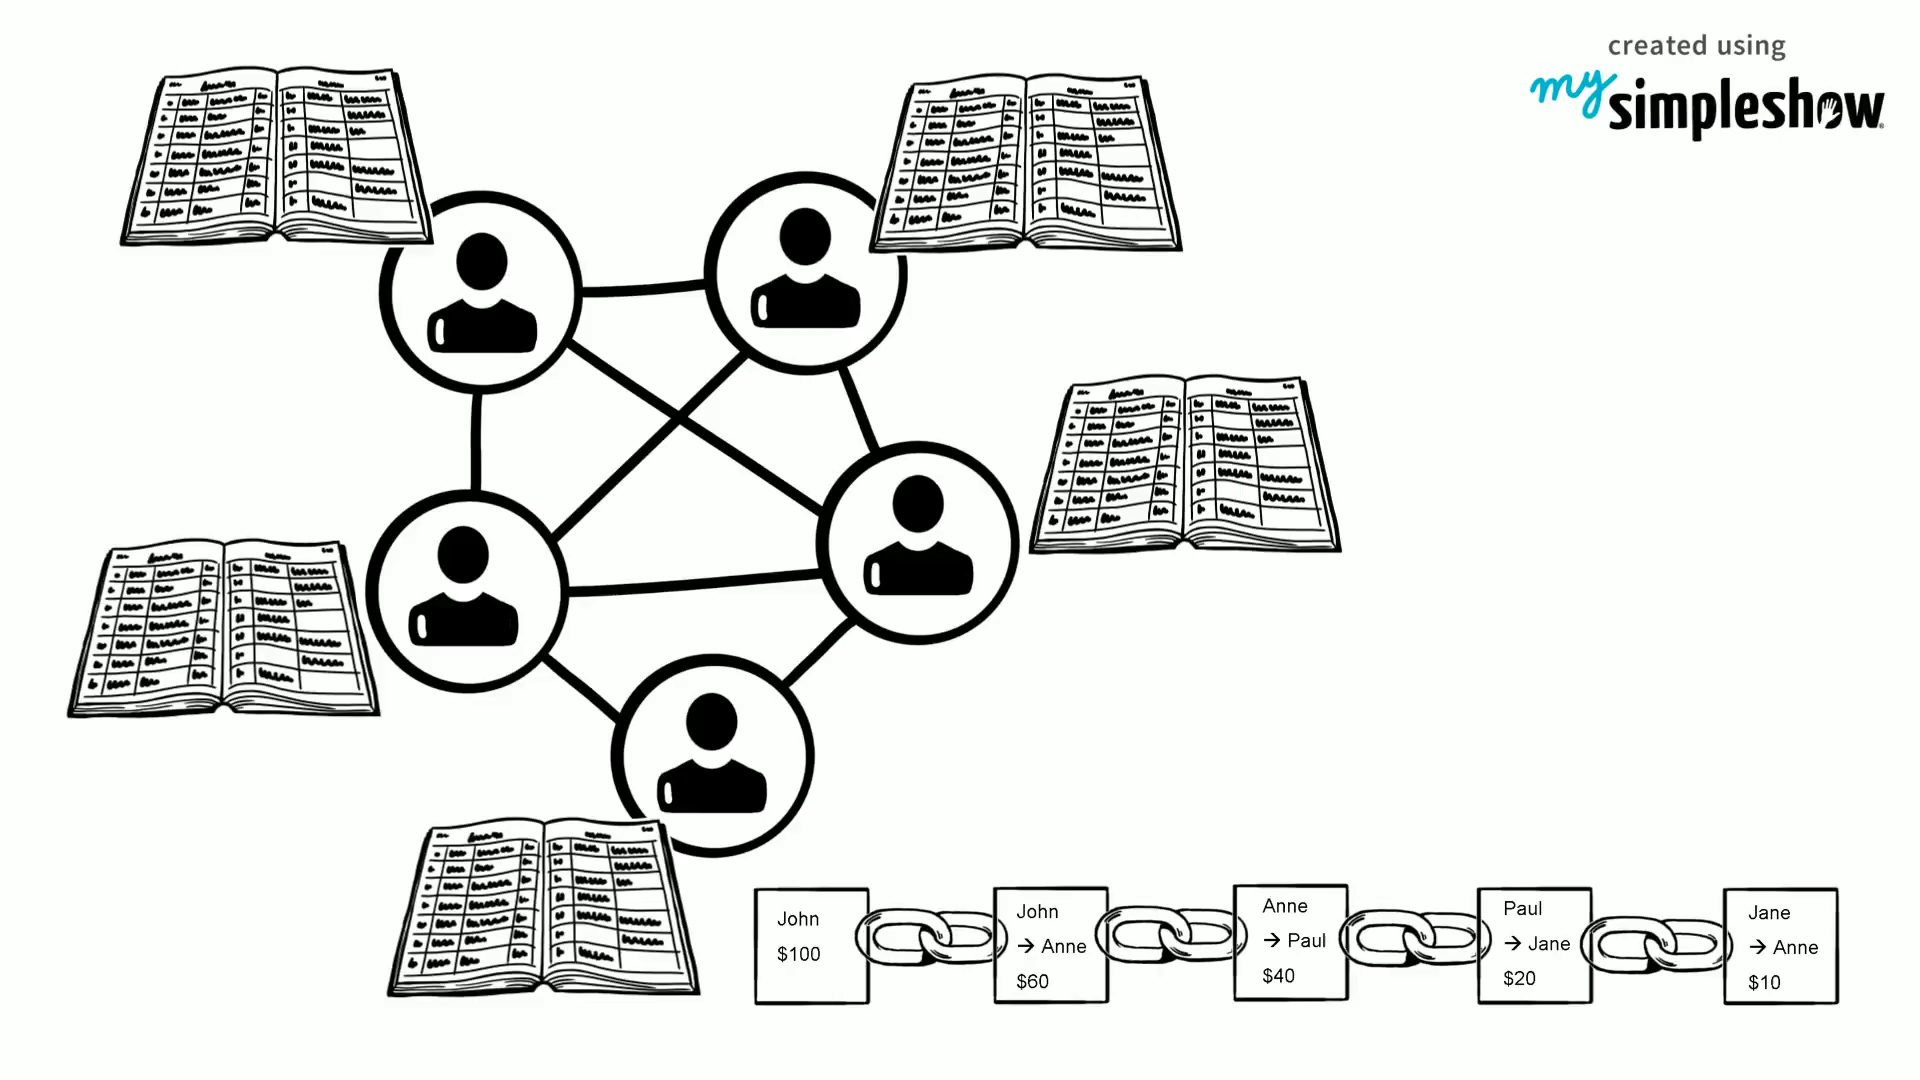 created using
my
simpleshow
John
$100
John
→ Anne
$60
Anne
→ Paul
$40
Paul
→ Jane
$20
Jane
→ Anne
$10